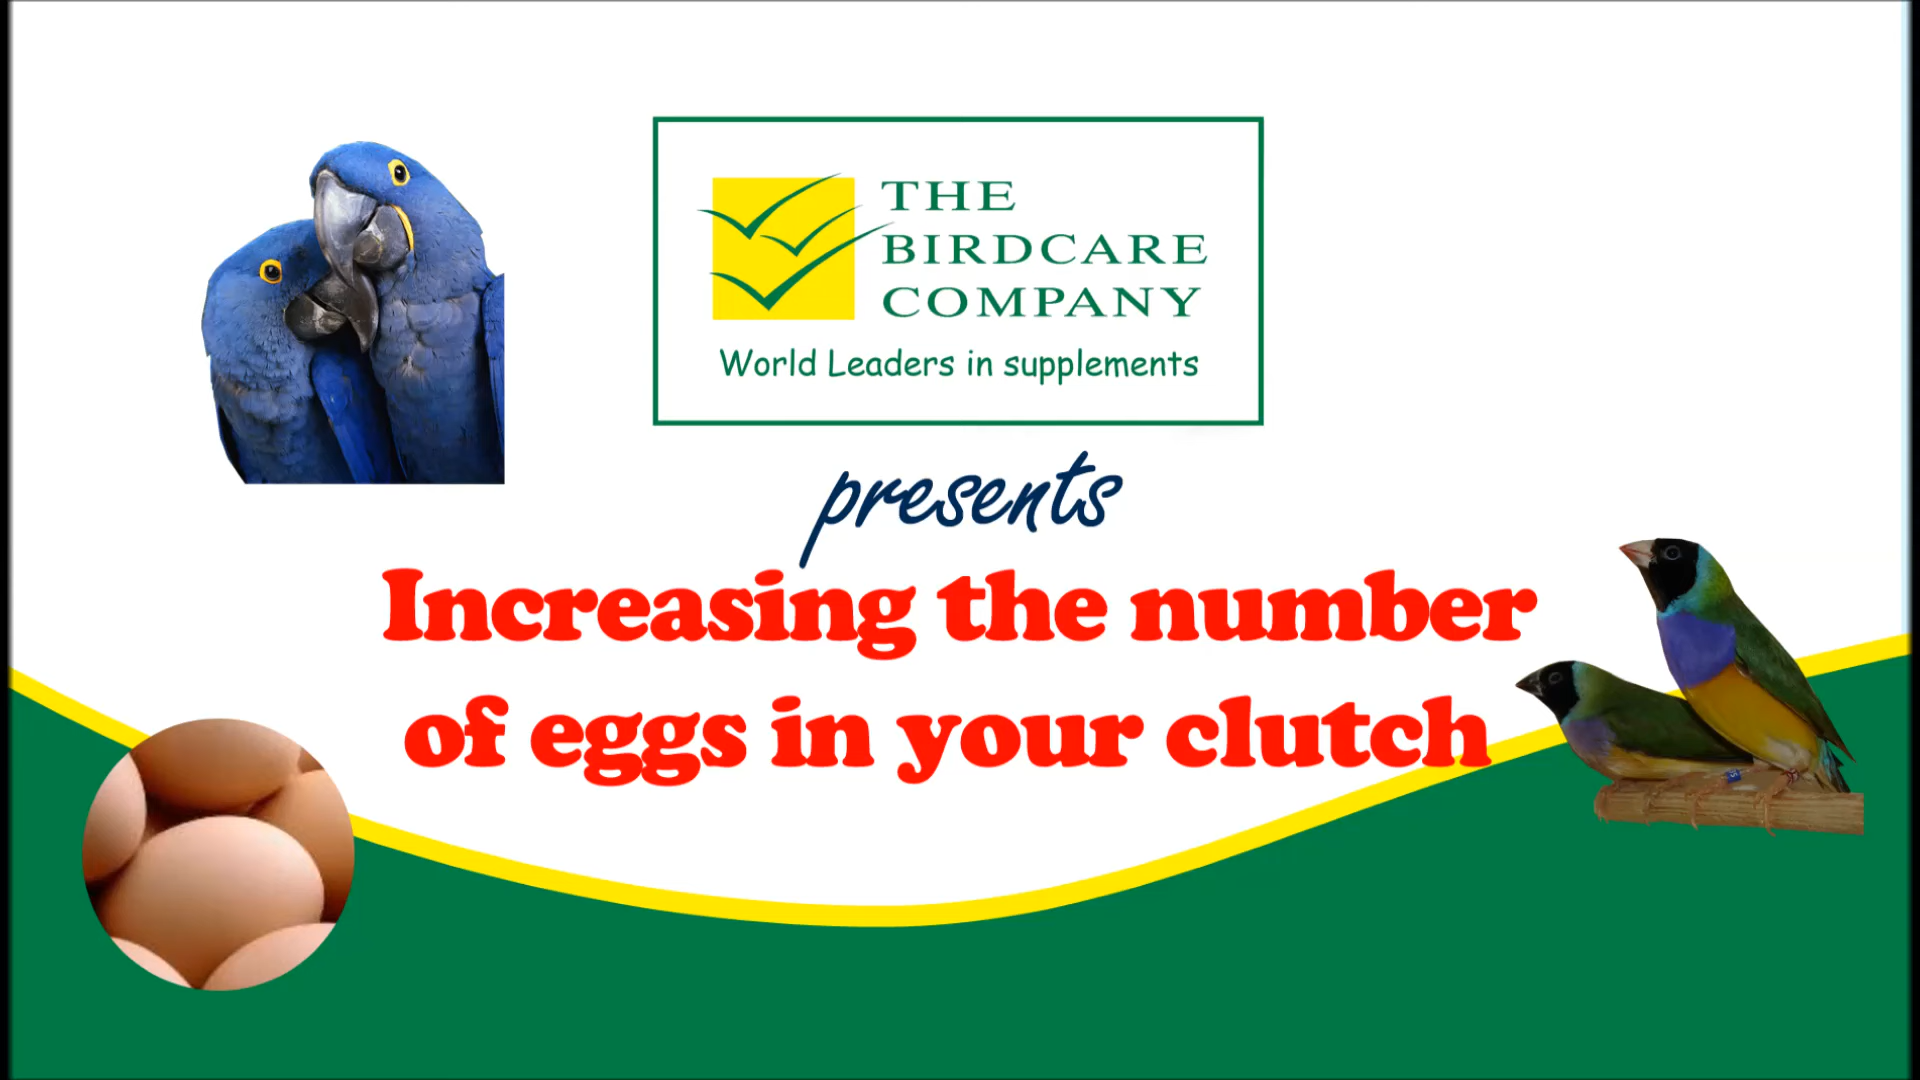 THE
BIRDCARE
COMPANY
World Leaders in supplements
presents
Increasing the number
of eggs in your clutch